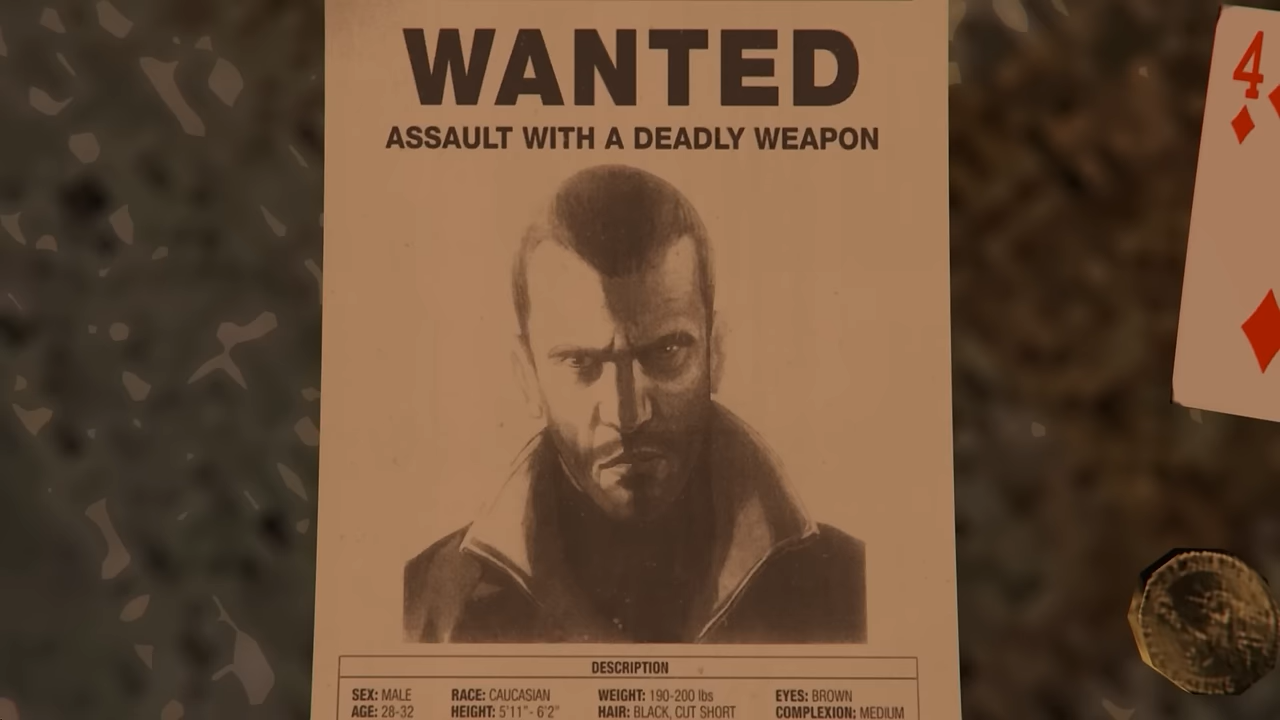 WANTED
ASSAULT WITH A DEADLY WEAPON
DESCRIPTION
SEX: MALE RACE: CAUCASIAN WEIGHT: 190-200 lbs EYES: BROWN
AGE: 28-32 HEIGHT: 5'11"- 6'2" HAIR: BLACK, CUT SHORT COMPLEXION: MEDIUM
4